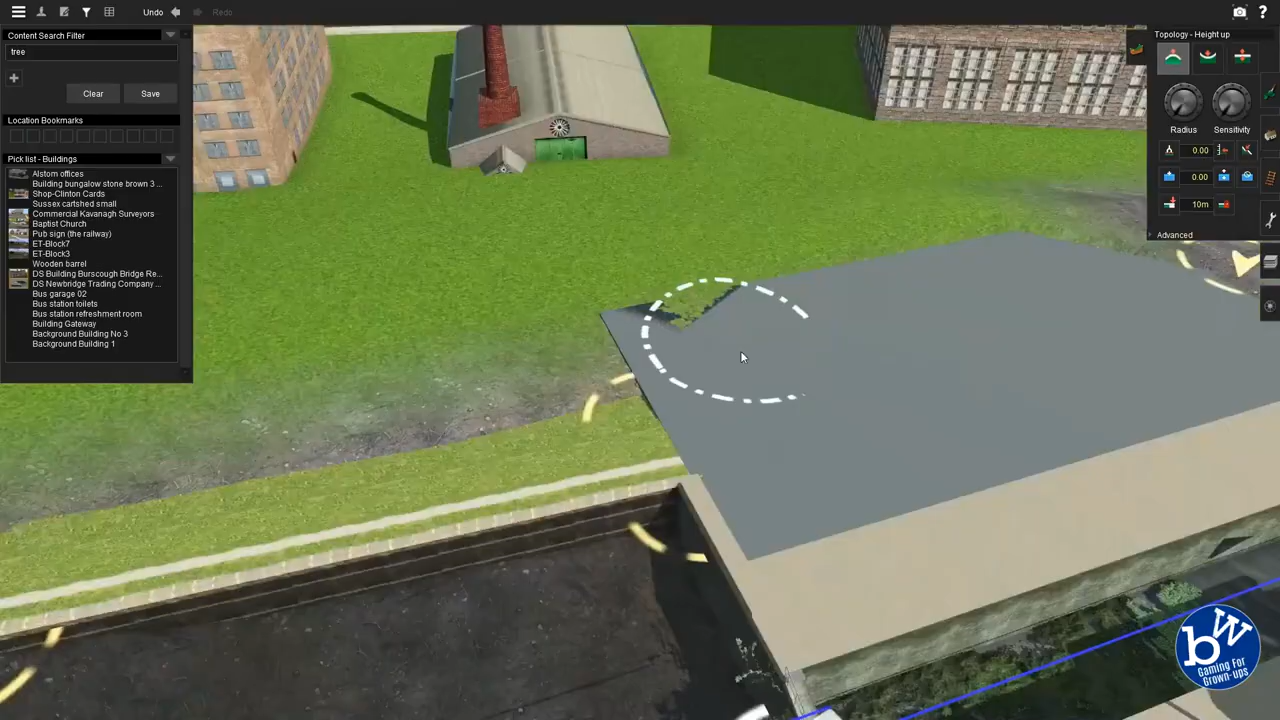 Undo
Redo
Content Search Filter
tree
Clear
Save
Location Bookmarks
Pick list - Buildings
Alstom offices
Building bungalow stone brown 3 ...
Shop-Clinton Cards
Sussex cartshed small
Commercial Kavanagh Surveyors
Baptist Church
Pub sign (the railway)
ET-Block7
ET-Block3
Wooden barrel
DS Building Burscough Bridge Re...
DS Newbridge Trading Company ...
Bus garage 02
Bus station toilets
Bus station refreshment room
Building Gateway
Background Building No 3
Background Building 1
?
Topology - Height up
Radius
Sensitivity
0.00
0.00
10m
Advanced
bW
Gaming For
Grown-ups